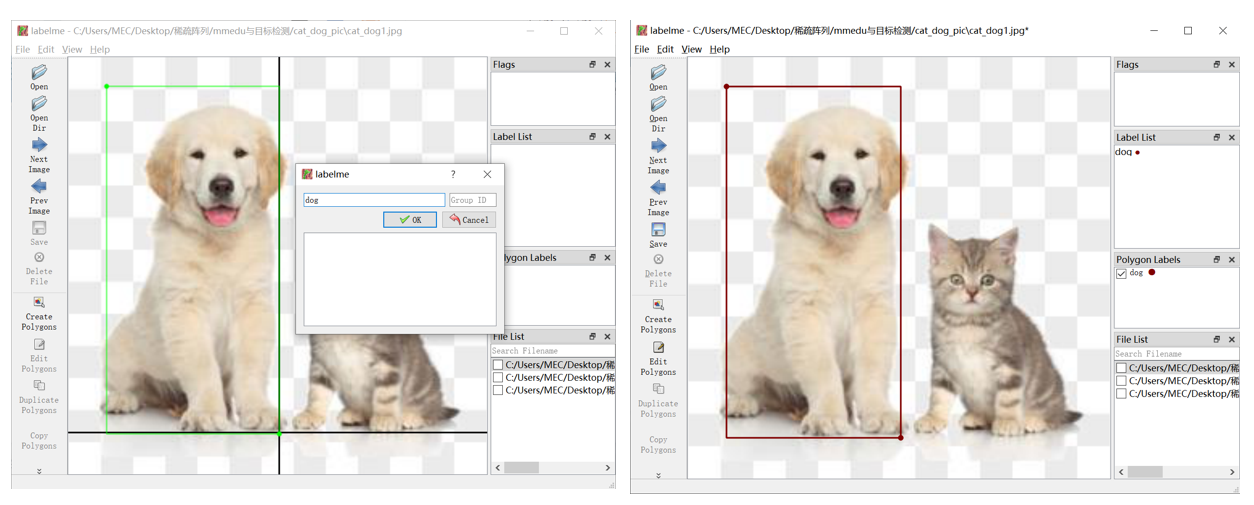 labelme - C:/Users/MEC/Desktop/稀疏阵列/mmedu与目标检测/cat_dog_pic\cat_dog1.jpg
File Edit View Help
Open
Open
Dir
Next
Image
Prev
Image
Save
Delete
File
Create
Polygons
Edit
Polygons
Duplicate
Polygons
Copy
Polygons
labelme
?
dog
Group ID
OK
Cancel
Flags
Label List
lygon Labels
File List
Search Filename
C:/Users/MEC/Desktop/稀
C:/Users/MEC/Desktop/稀
C:/Users/MEC/Desktop/稀
labelme - C:/Users/MEC/Desktop/稀疏阵列/mmedu与目标检测/cat_dog_pic\cat_dog1.jpg*
File Edit View Help
Open
Open
Dir
Next
Image
Prev
Image
Save
Delete
File
Create
Polygons
Edit
Polygons
Duplicate
Polygons
Copy
Polygons
Flags
Label List
dog
Polygon Labels
dog
File List
Search Filename
C:/Users/MEC/Desktop/稀
C:/Users/MEC/Desktop/稀
C:/Users/MEC/Desktop/稀